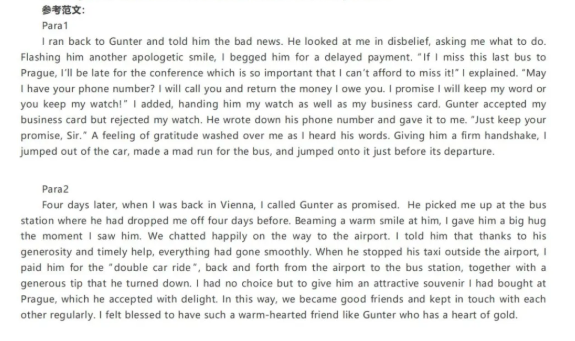 参考范文:
Para1
I ran back to Gunter and told him the bad news. He looked at me in disbelief, asking me what to do.
Flashing him another apologetic smile, I begged him for a delayed payment. "If I miss this last bus to
Prague, I'll be late for the conference which is so important that I can't afford to miss it!" I explained. "May
I have your phone number? I will call you and return the money I owe you. I promise I will keep my word or
you keep my watch!" I added, handing him my watch as well as my business card. Gunter accepted my
business card but rejected my watch. He wrote down his phone number and gave it to me. "Just keep your
promise, Sir." A feeling of gratitude washed over me as I heard his words. Giving him a firm handshake, I
jumped out of the car, made a mad run for the bus, and jumped onto it just before its departure.
Para2
Four days later, when I was back in Vienna, I called Gunter as promised. He picked me up at the bus
station where he had dropped me off four days before. Beaming a warm smile at him, I gave him a big hug
the moment I saw him. We chatted happily on the way to the airport. I told him that thanks to his
generosity and timely help, everything had gone smoothly. When he stopped his taxi outside the airport, I
paid him for the "double car ride", back and forth from the airport to the bus station, together with a
generous tip that he turned down. I had no choice but to give him an attractive souvenir I had bought at
Prague, which he accepted with delight. In this way, we became good friends and kept in touch with each
other regularly. I felt blessed to have such a warm-hearted friend like Gunter who has a heart of gold.